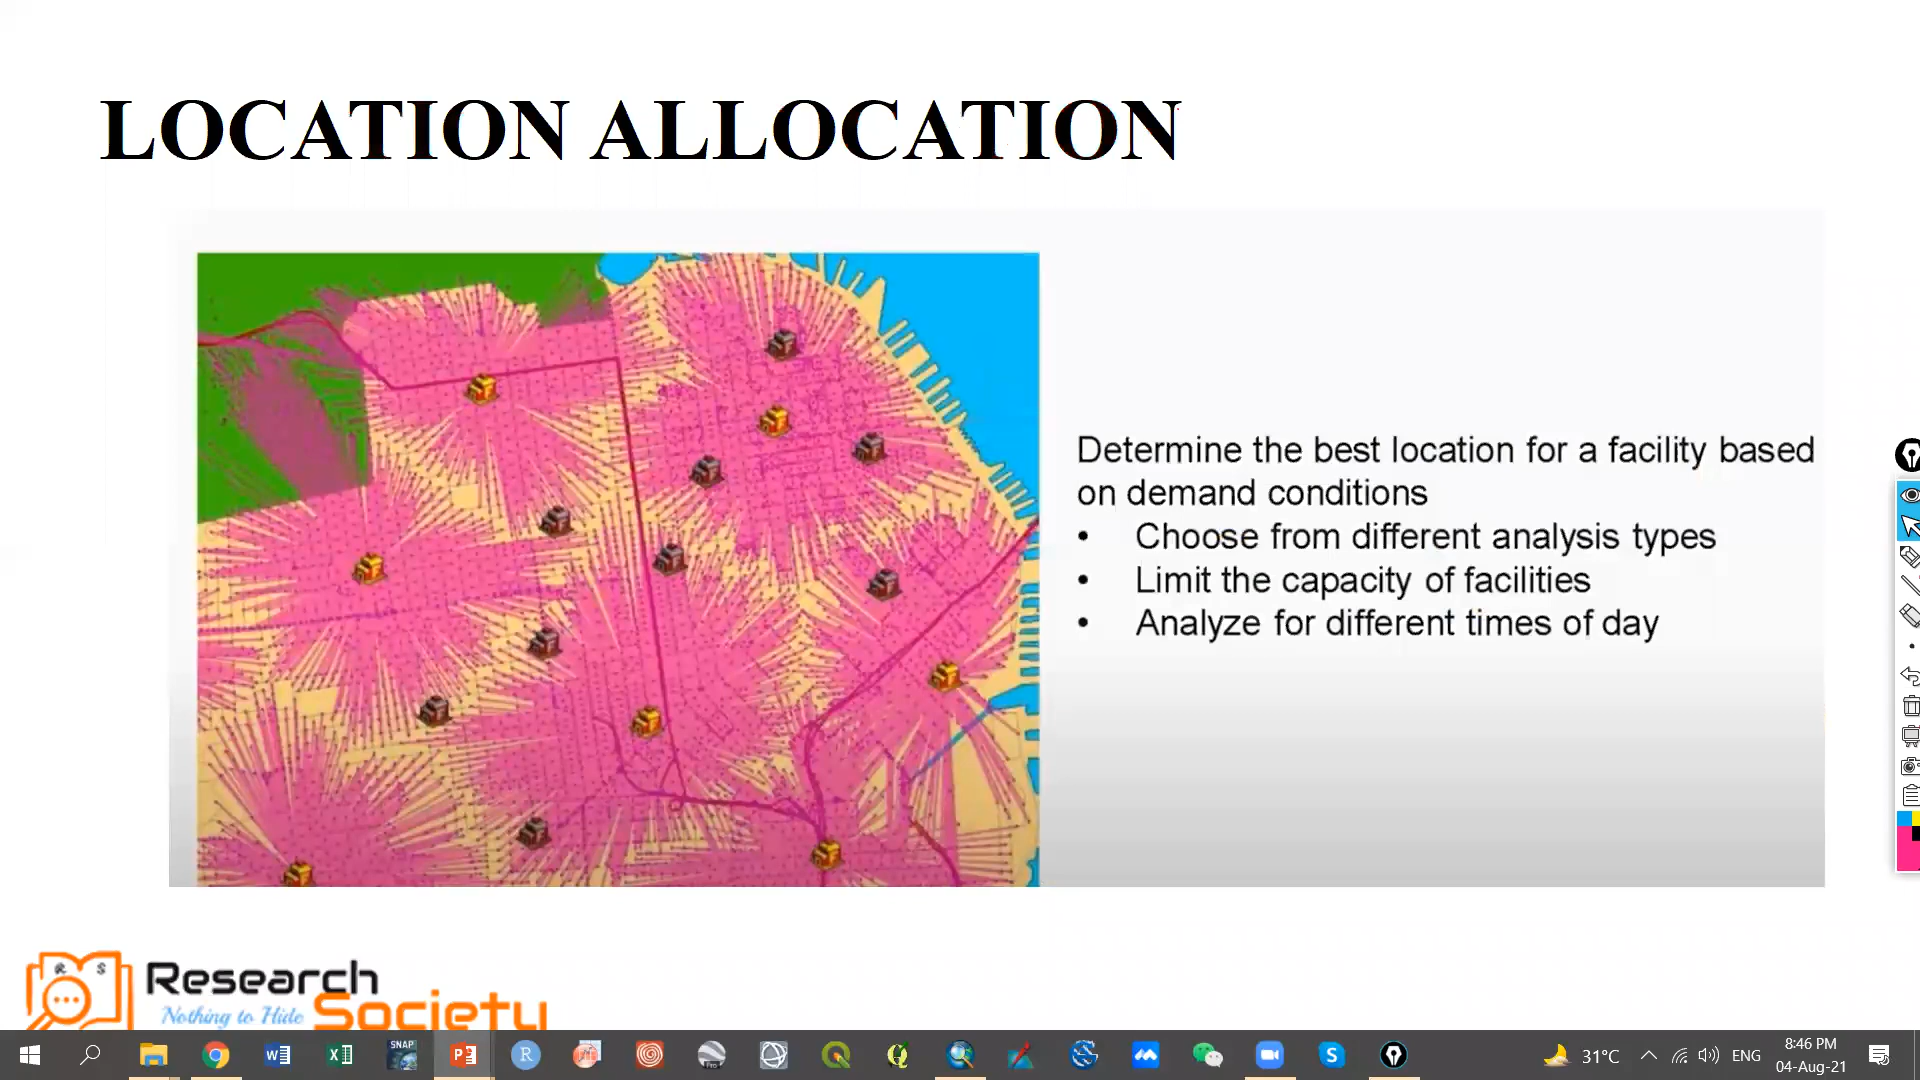 LOCATION ALLOCATION
Determine the best location for a facility based
on demand conditions
• Choose from different analysis types
• Limit the capacity of facilities
• Analyze for different times of day
R S
Research
Nothing to Hide Society
SNAP
31°C
ENG
8:46 PM
04-Aug-21